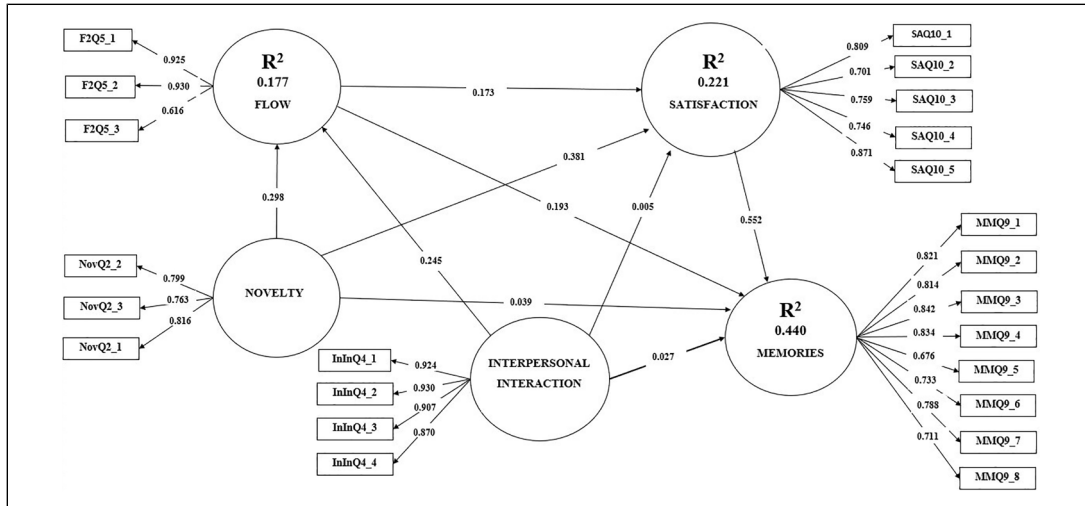 F2Q5_1
F2Q5_2
F2Q5_3
0.925
0.930
0.616
R²
0.177
FLOW
0.173
R²
0.221
SATISFACTION
0.809
0.701
0.759
0.746
0.871
SAQ10_1
SAQ10_2
SAQ10_3
SAQ10_4
SAQ10_5
0.298
0.381
0.193
0.005
0.552
0.245
NovQ2_2
NovQ2_3
NovQ2_1
0.799
0.763
0.816
NOVELTY
0.039
InInQ4_1
InInQ4_2
InInQ4_3
InInQ4_4
0.924
0.930
0.907
0.870
INTERPERSONAL
INTERACTION
0.027
R²
0.440
MEMORIES
0.821
0.814
0.842
0.834
0.676
0.733
0.788
0.711
MMQ9_1
MMQ9_2
MMQ9_3
MMQ9_4
MMQ9_5
MMQ9_6
MMQ9_7
MMQ9_8